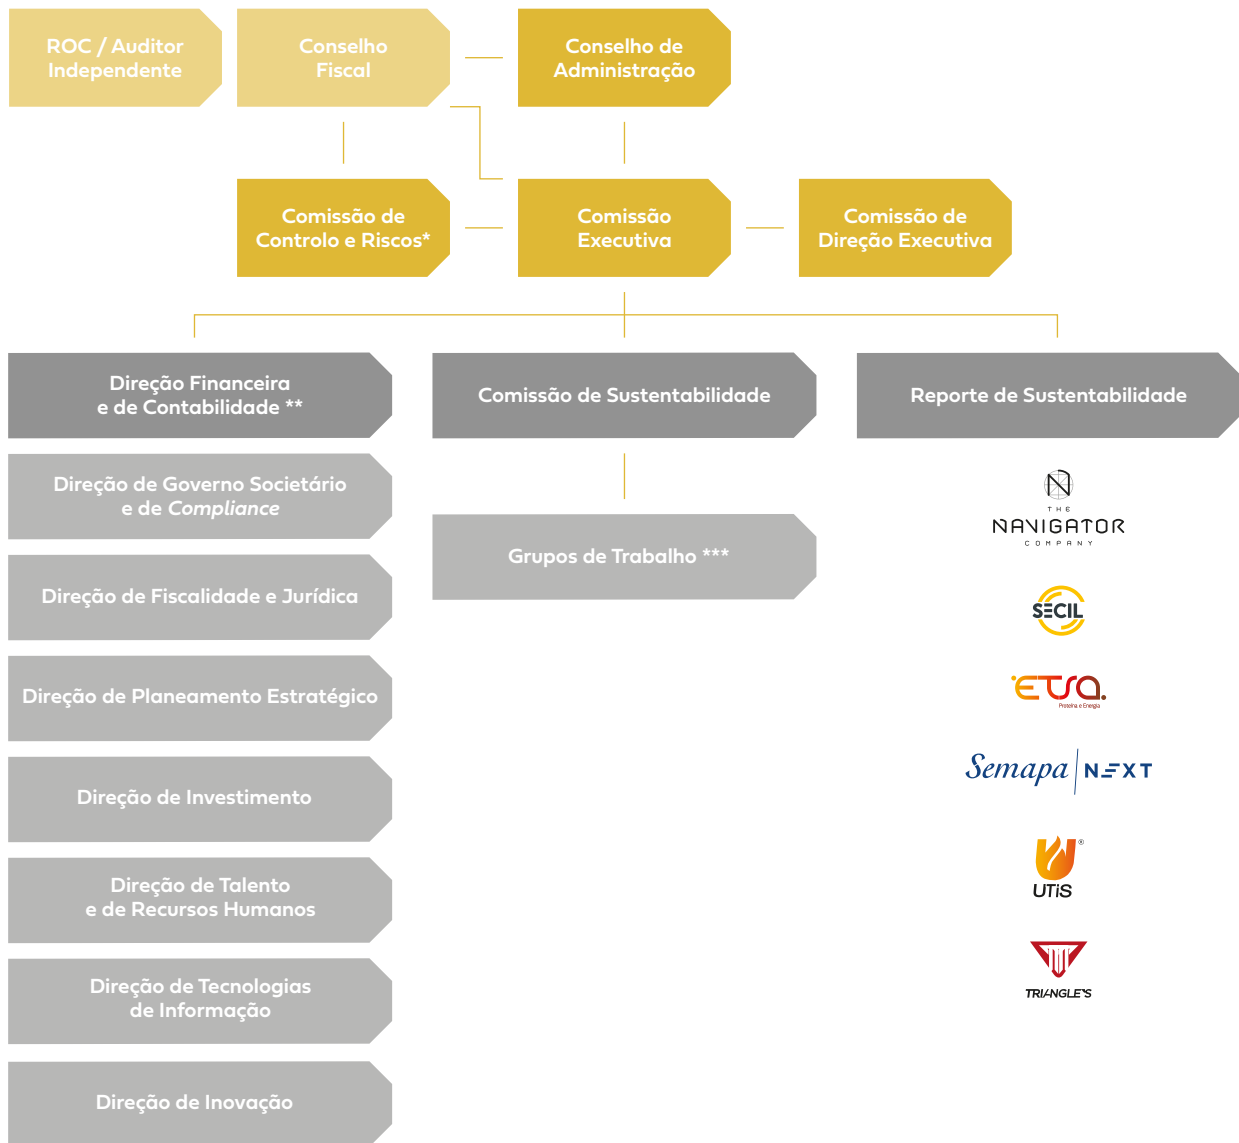 ROC / Auditor
Independente
Conselho
Fiscal
Conselho de
Administração
Comissão de
Controlo e Riscos*
Comissão
Executiva
Comissão de
Direção Executiva
Direção Financeira
e de Contabilidade **
Direção de Governo Societário
e de Compliance
Direção de Fiscalidade e Jurídica
Direção de Planeamento Estratégico
Direção de Investimento
Direção de Talento
e de Recursos Humanos
Direção de Tecnologias
de Informação
Direção de Inovação
Comissão de Sustentabilidade
Grupos de Trabalho ***
Reporte de Sustentabilidade
THE
NAVIGATOR
COMPANY
SECIL
ETSA
Proteína e Energia
Semapa NEXT
®
UTiS
TRIANGLE'S